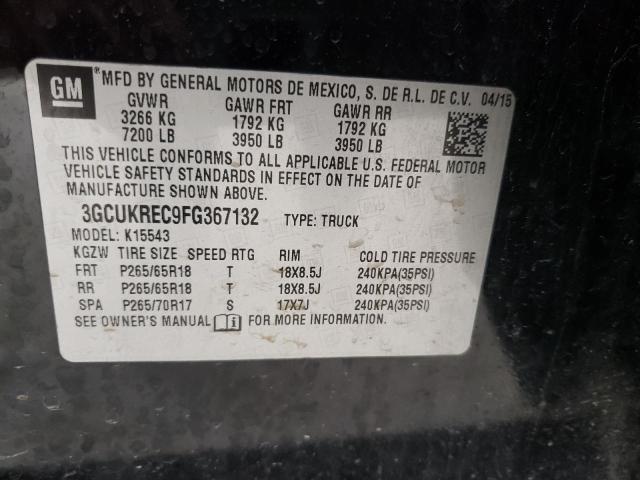 GM ® MFD BY GENERAL MOTORS DE MEXICO, S. DE R.L. DE C.V. 04/15
GVWR GAWR FRT GAWR RR
3266 KG 1792 KG 1792 KG
7200 LB 3950 LB 3950 LB
THIS VEHICLE CONFORMS TO ALL APPLICABLE U.S. FEDERAL MOTOR
VEHICLE SAFETY STANDARDS IN EFFECT ON THE DATE OF
MANUFACTURE SHOWN ABOVE.
3GCUKREC9FG367132 TYPE: TRUCK
MODEL: K15543
KGZW TIRE SIZE SPEED RTG RIM COLD TIRE PRESSURE
FRT P265/65R18 T 18X8.5J 240KPA(35PSI)
RR P265/65R18 T 18X8.5J 240KPA(35PSI)
SPA P265/70R17 S 17X7J 240KPA(35PSI)
SEE OWNER'S MANUAL FOR MORE INFORMATION.